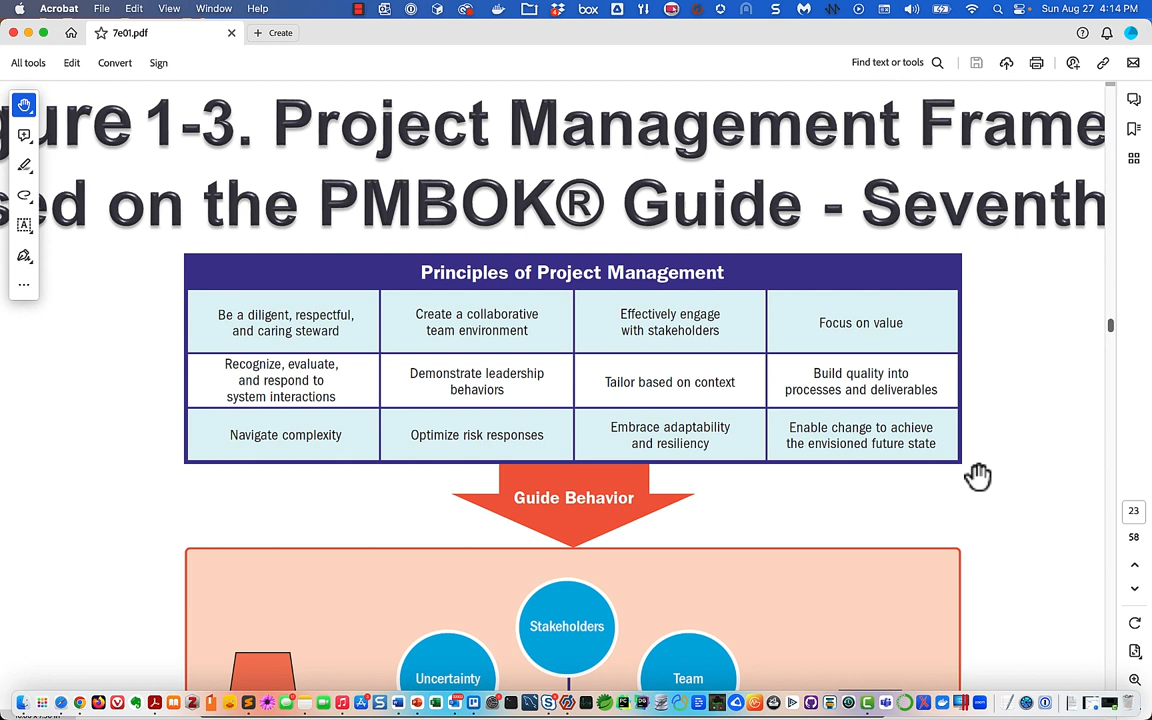 Acrobat File Edit View Window Help
box
Sun Aug 27 4:14 PM
7e01.pdf
Create
All tools Edit Convert Sign
Find text or tools
gure 1-3. Project Management Frame
sed on the PMBOK® Guide - Seventh
Principles of Project Management
Be a diligent, respectful,
and caring steward
Create a collaborative
team environment
Effectively engage
with stakeholders
Focus on value
Recognize, evaluate,
and respond to
system interactions
Demonstrate leadership
behaviors
Tailor based on context
Build quality into
processes and deliverables
Navigate complexity
Optimize risk responses
Embrace adaptability
and resiliency
Enable change to achieve
the envisioned future state
Guide Behavior
23
58
Stakeholders
Uncertainty
Team